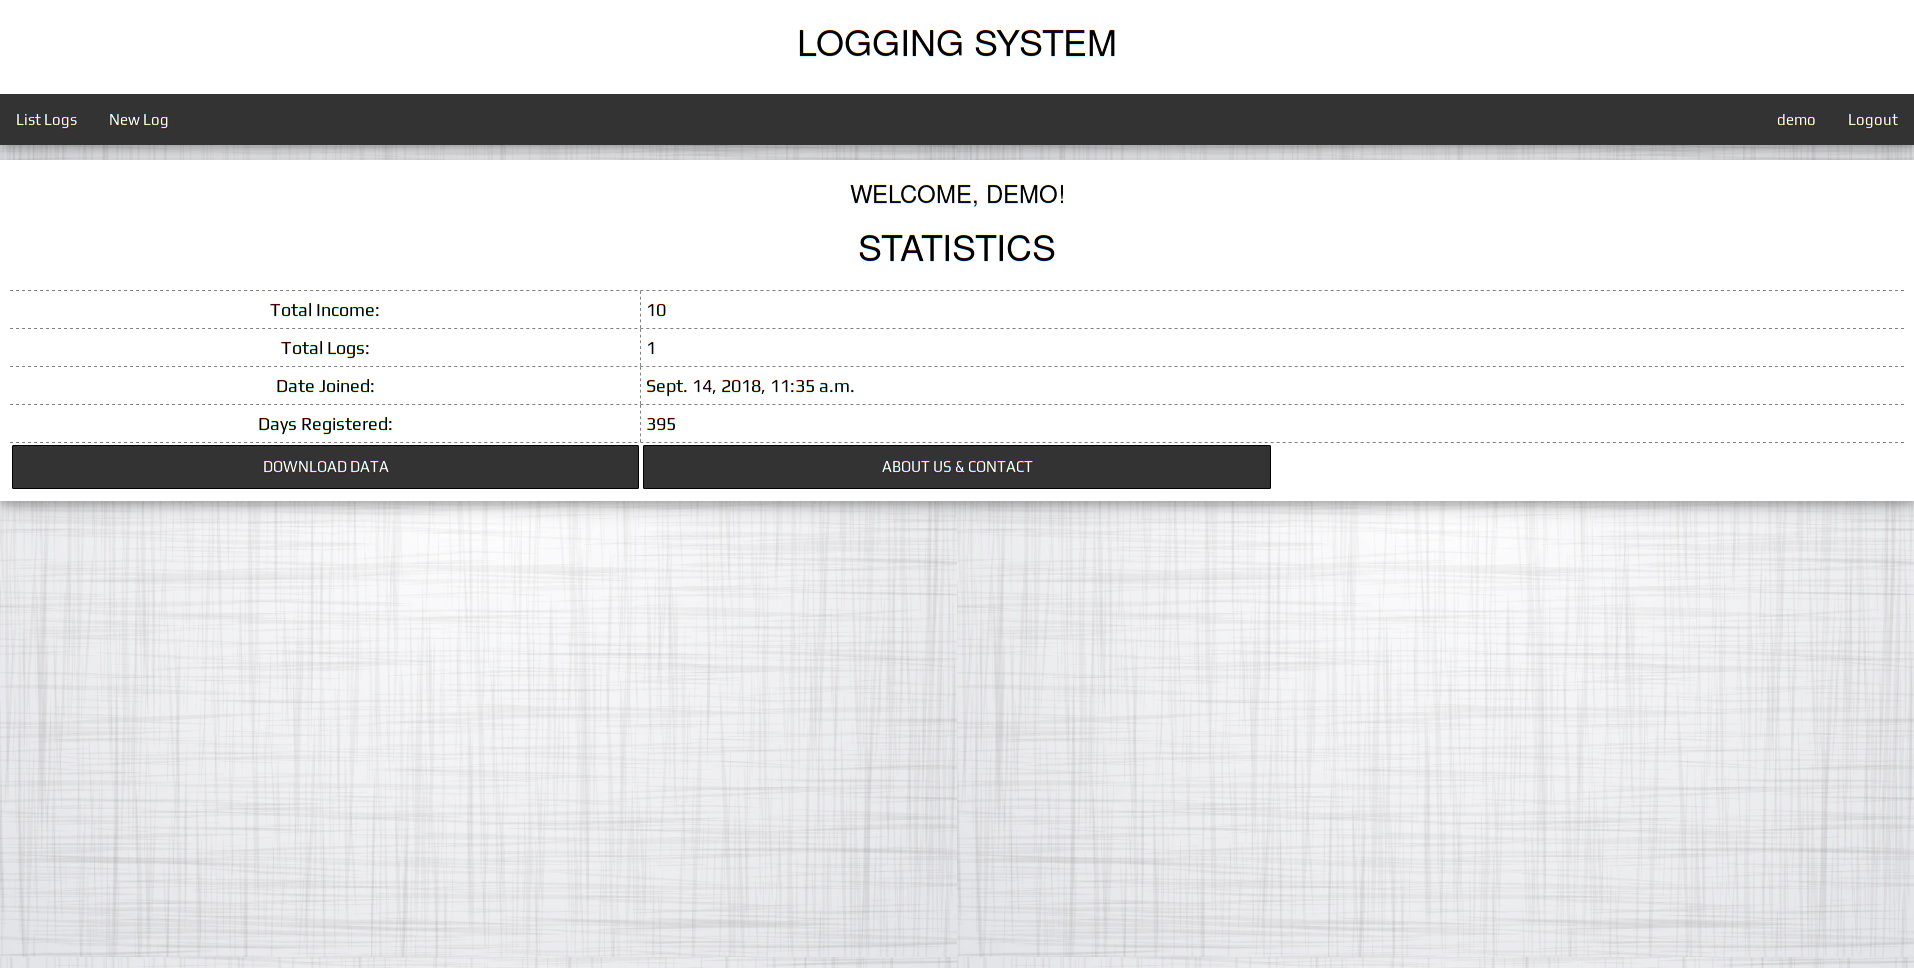 LOGGING SYSTEM
List Logs New Log demo Logout
WELCOME, DEMO!
STATISTICS
Total Income: 10
Total Logs: 1
Date Joined: Sept. 14, 2018, 11:35 a.m.
Days Registered: 395
DOWNLOAD DATA ABOUT US & CONTACT